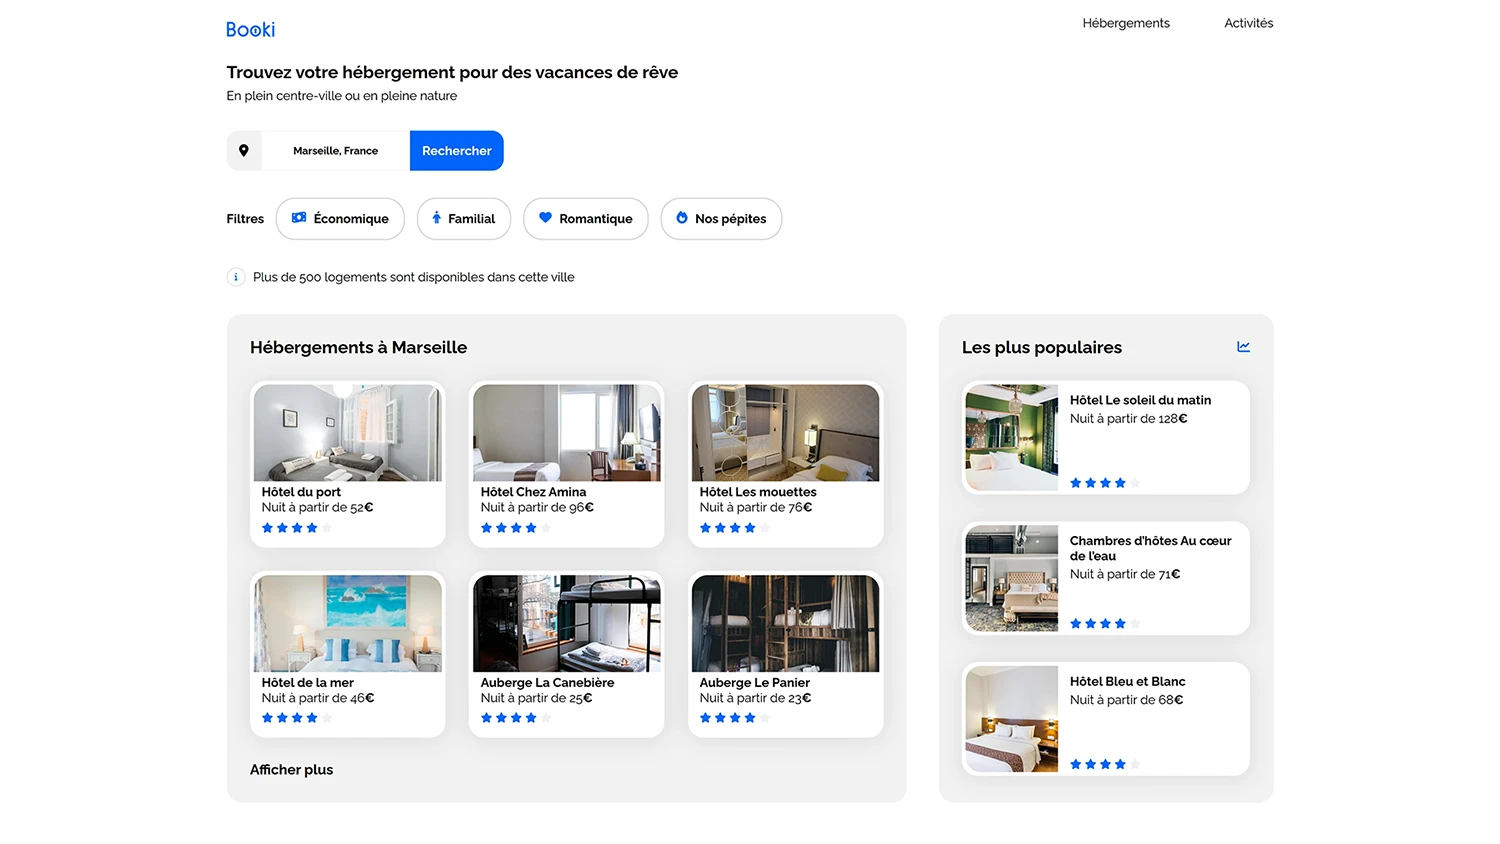 Booki
Hébergements
Activités
Trouvez votre hébergement pour des vacances de rêve
En plein centre-ville ou en pleine nature
Marseille, France
Rechercher
Filtres
Économique
Familial
Romantique
Nos pépites
Plus de 500 logements sont disponibles dans cette ville
Hébergements à Marseille
Hôtel du port
Nuit à partir de 52€
Hôtel Chez Amina
Nuit à partir de 96€
Hôtel Les mouettes
Nuit à partir de 76€
Hôtel de la mer
Nuit à partir de 46€
Auberge La Canebière
Nuit à partir de 25€
Auberge Le Panier
Nuit à partir de 23€
Afficher plus
Les plus populaires
Hôtel Le soleil du matin
Nuit à partir de 128€
Chambres d’hôtes Au cœur
de l’eau
Nuit à partir de 71€
Hôtel Bleu et Blanc
Nuit à partir de 68€